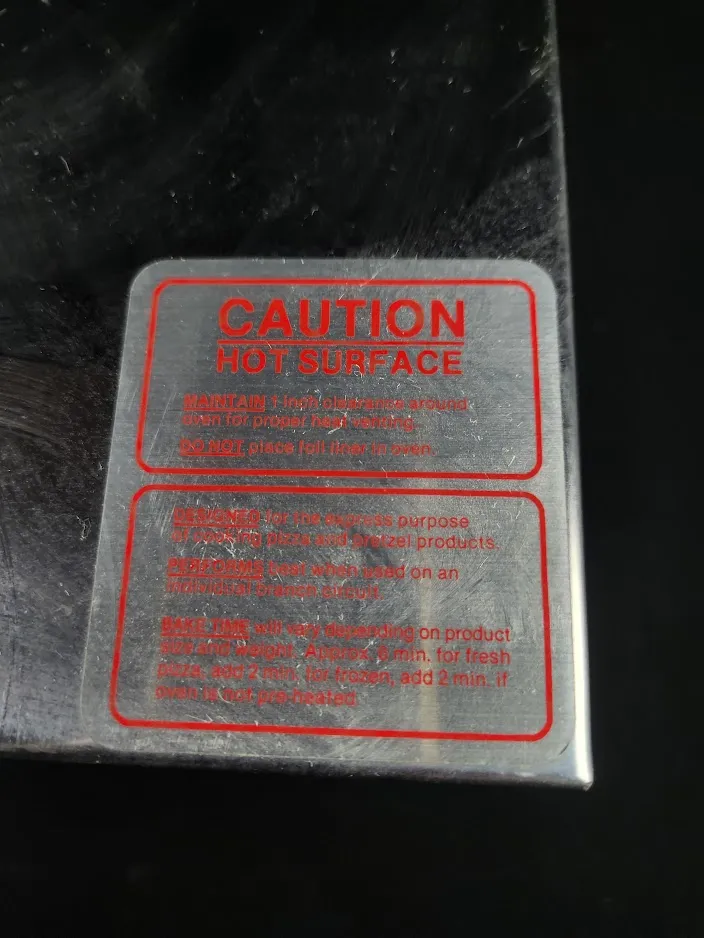 CAUTION
HOT SURFACE
MAINTAIN 1 inch clearance around
oven for proper heat venting.
DO NOT place foil liner in oven.
DESIGNED for the express purpose
of cooking pizza and pretzel products.
PERFORMS best when used on an
individual branch circuit.
BAKE TIME will vary depending on product
size and weight. Approx. 6 min. for fresh
pizza, add 2 min. for frozen, add 2 min. if
oven is not pre-heated.